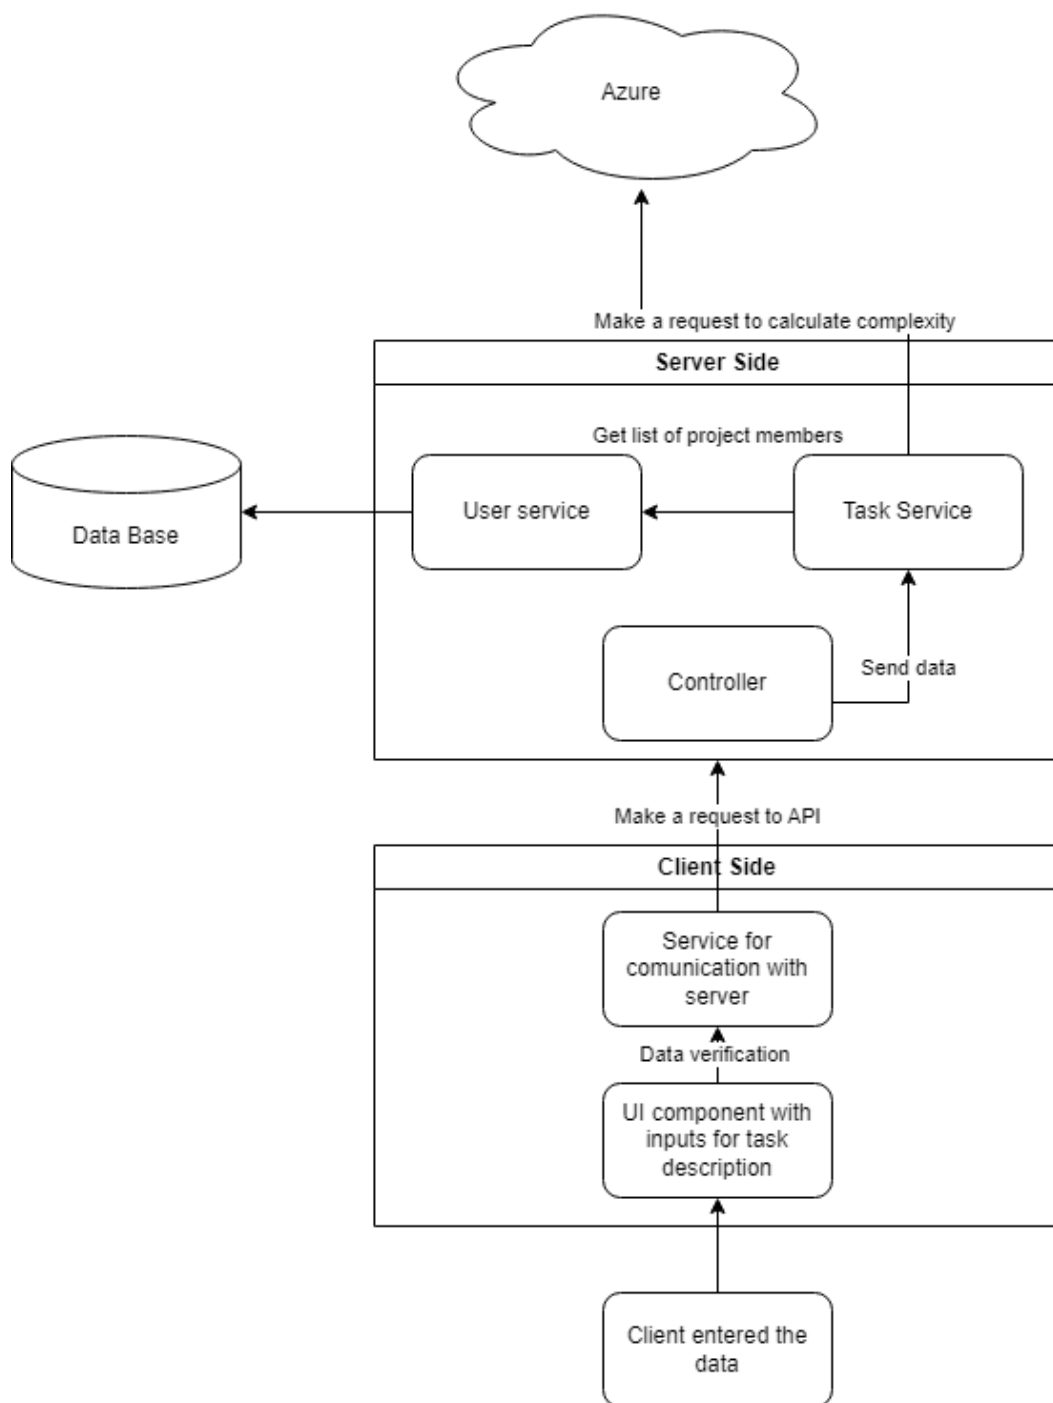 Azure
Make a request to calculate complexity
Server Side
Get list of project members
Data Base
User service
Task Service
Controller
Send data
Make a request to API
Client Side
Service for
comunication with
server
Data verification
UI component with
inputs for task
description
Client entered the
data